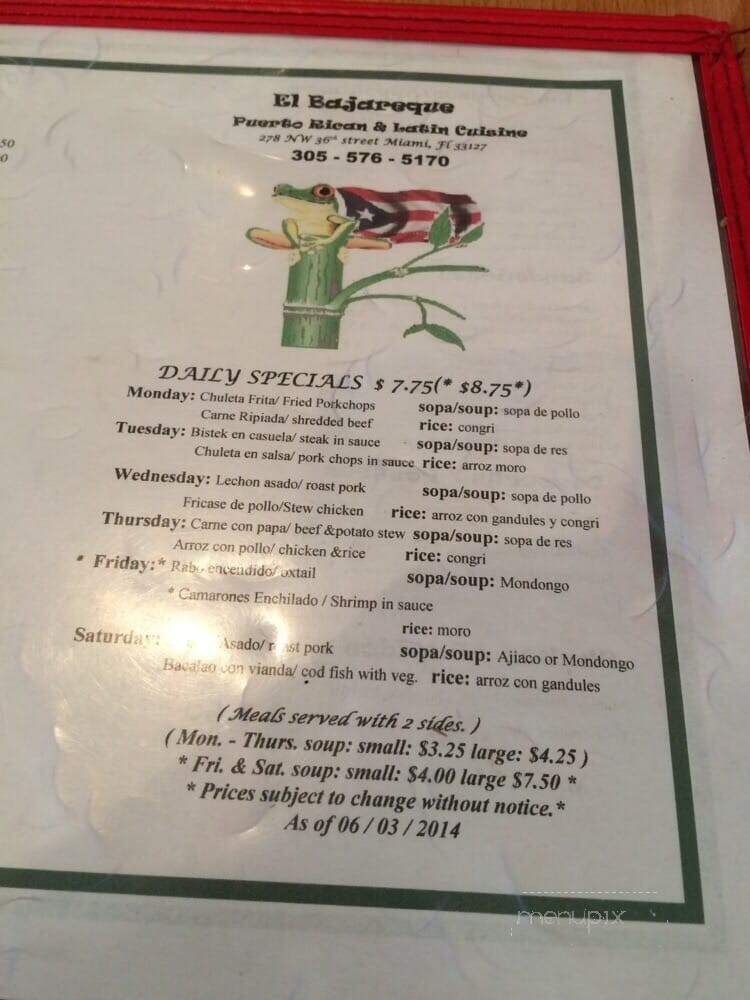 50
0
El Bajareque
Puerto Rican & Latin Cuisine
278 NW 36th street Miami, Fl 33127
305 - 576 - 5170
DAILY SPECIALS $ 7.75(* $8.75*)
Monday: Chuleta Frita/ Fried Porkchops sopa/soup: sopa de pollo
Carne Ripiada/ shredded beef rice: congri
Tuesday: Bistek en casuela/ steak in sauce sopa/soup: sopa de res
Chuleta en salsa/ pork chops in sauce rice: arroz moro
Wednesday: Lechon asado/ roast pork sopa/soup: sopa de pollo
Fricase de pollo/Stew chicken rice: arroz con gandules y congri
Thursday: Carne con papa/ beef &potato stew sopa/soup: sopa de res
Arroz con pollo/ chicken &rice rice: congri
* Friday:* Rabo encendido/ oxtail sopa/soup: Mondongo
* Camarones Enchilado / Shrimp in sauce
rice: moro
Saturday: Asado/ roast pork sopa/soup: Ajiaco or Mondongo
Bacalao con vianda/ cod fish with veg. rice: arroz con gandules
( Meals served with 2 sides. )
( Mon. - Thurs. soup: small: $3.25 large: $4.25 )
* Fri. & Sat. soup: small: $4.00 large $7.50 *
* Prices subject to change without notice.*
As of 06 / 03 / 2014
menupix